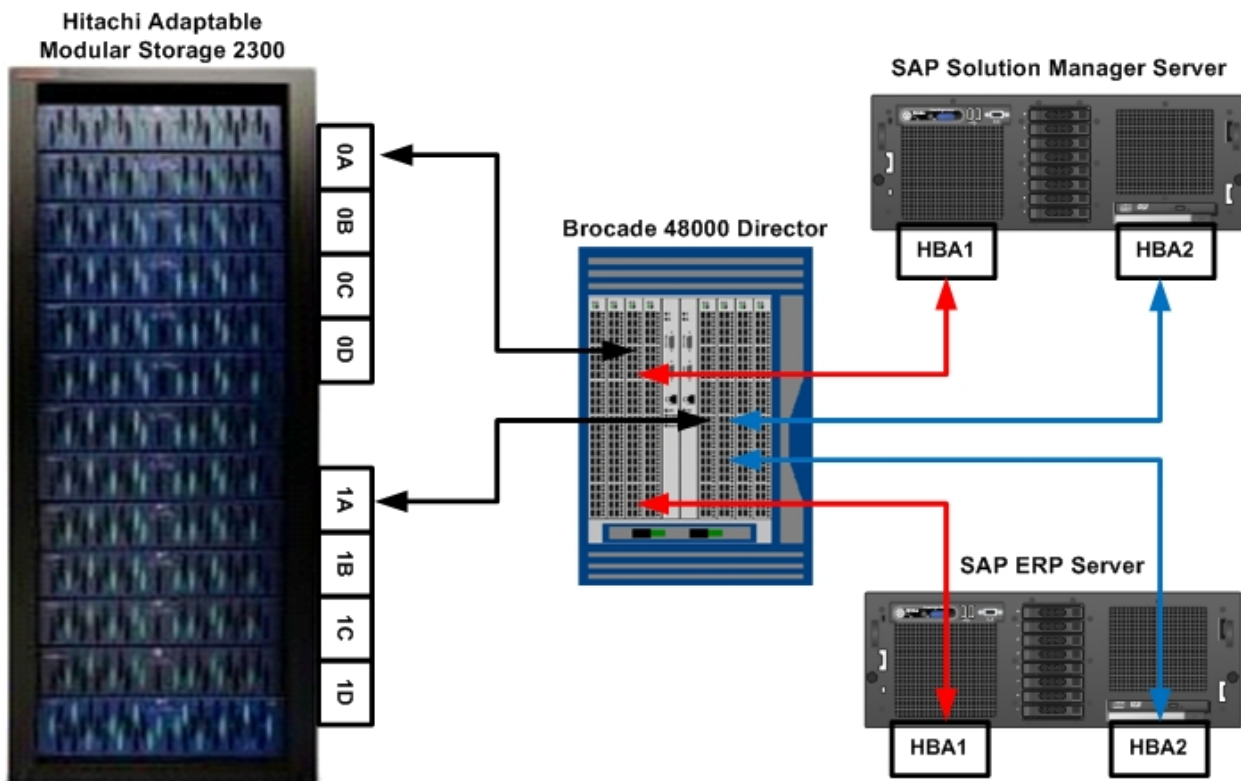 Hitachi Adaptable
Modular Storage 2300
SAP Solution Manager Server
0A
0B
0C
0D
Brocade 48000 Director
HBA1
HBA2
1A
1B
1C
1D
SAP ERP Server
HBA1
HBA2